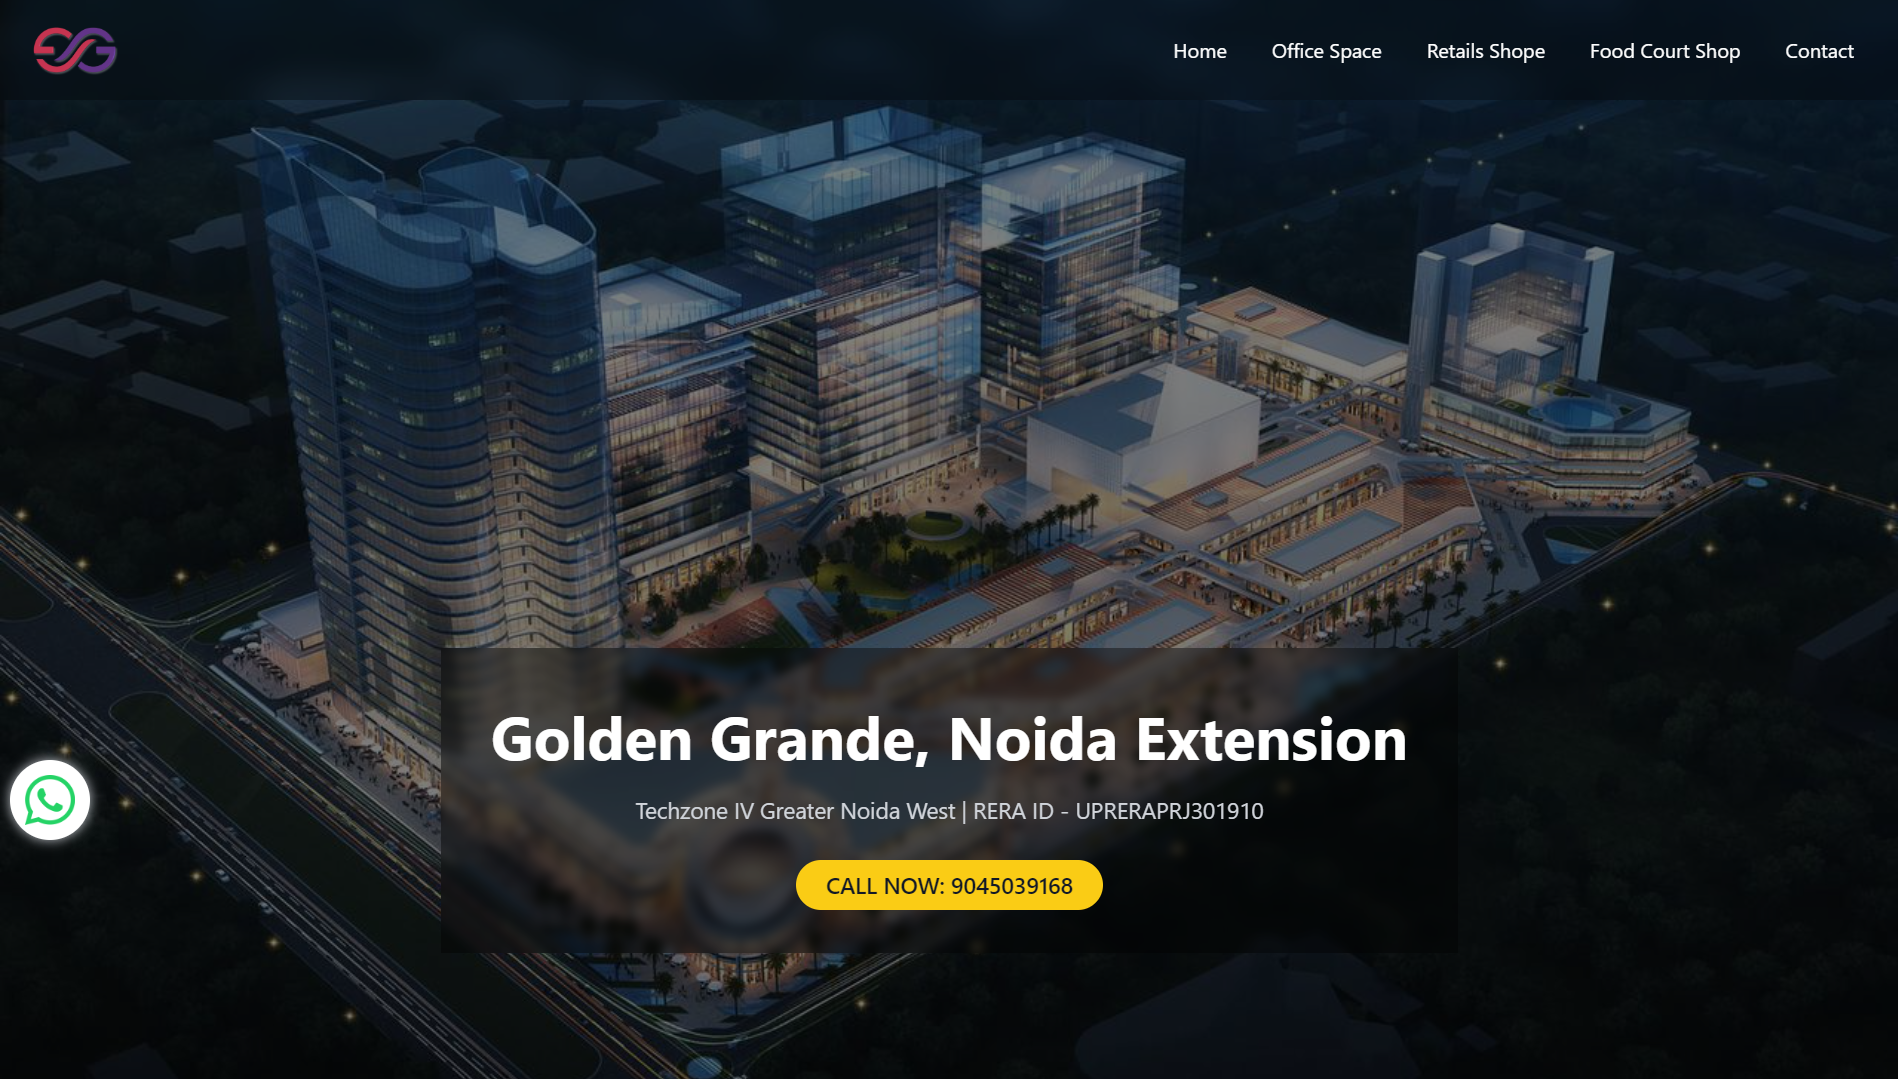 Home
Office Space
Retails Shope
Food Court Shop
Contact
Golden Grande, Noida Extension
Techzone IV Greater Noida West | RERA ID - UPRERAPRJ301910
CALL NOW: 9045039168